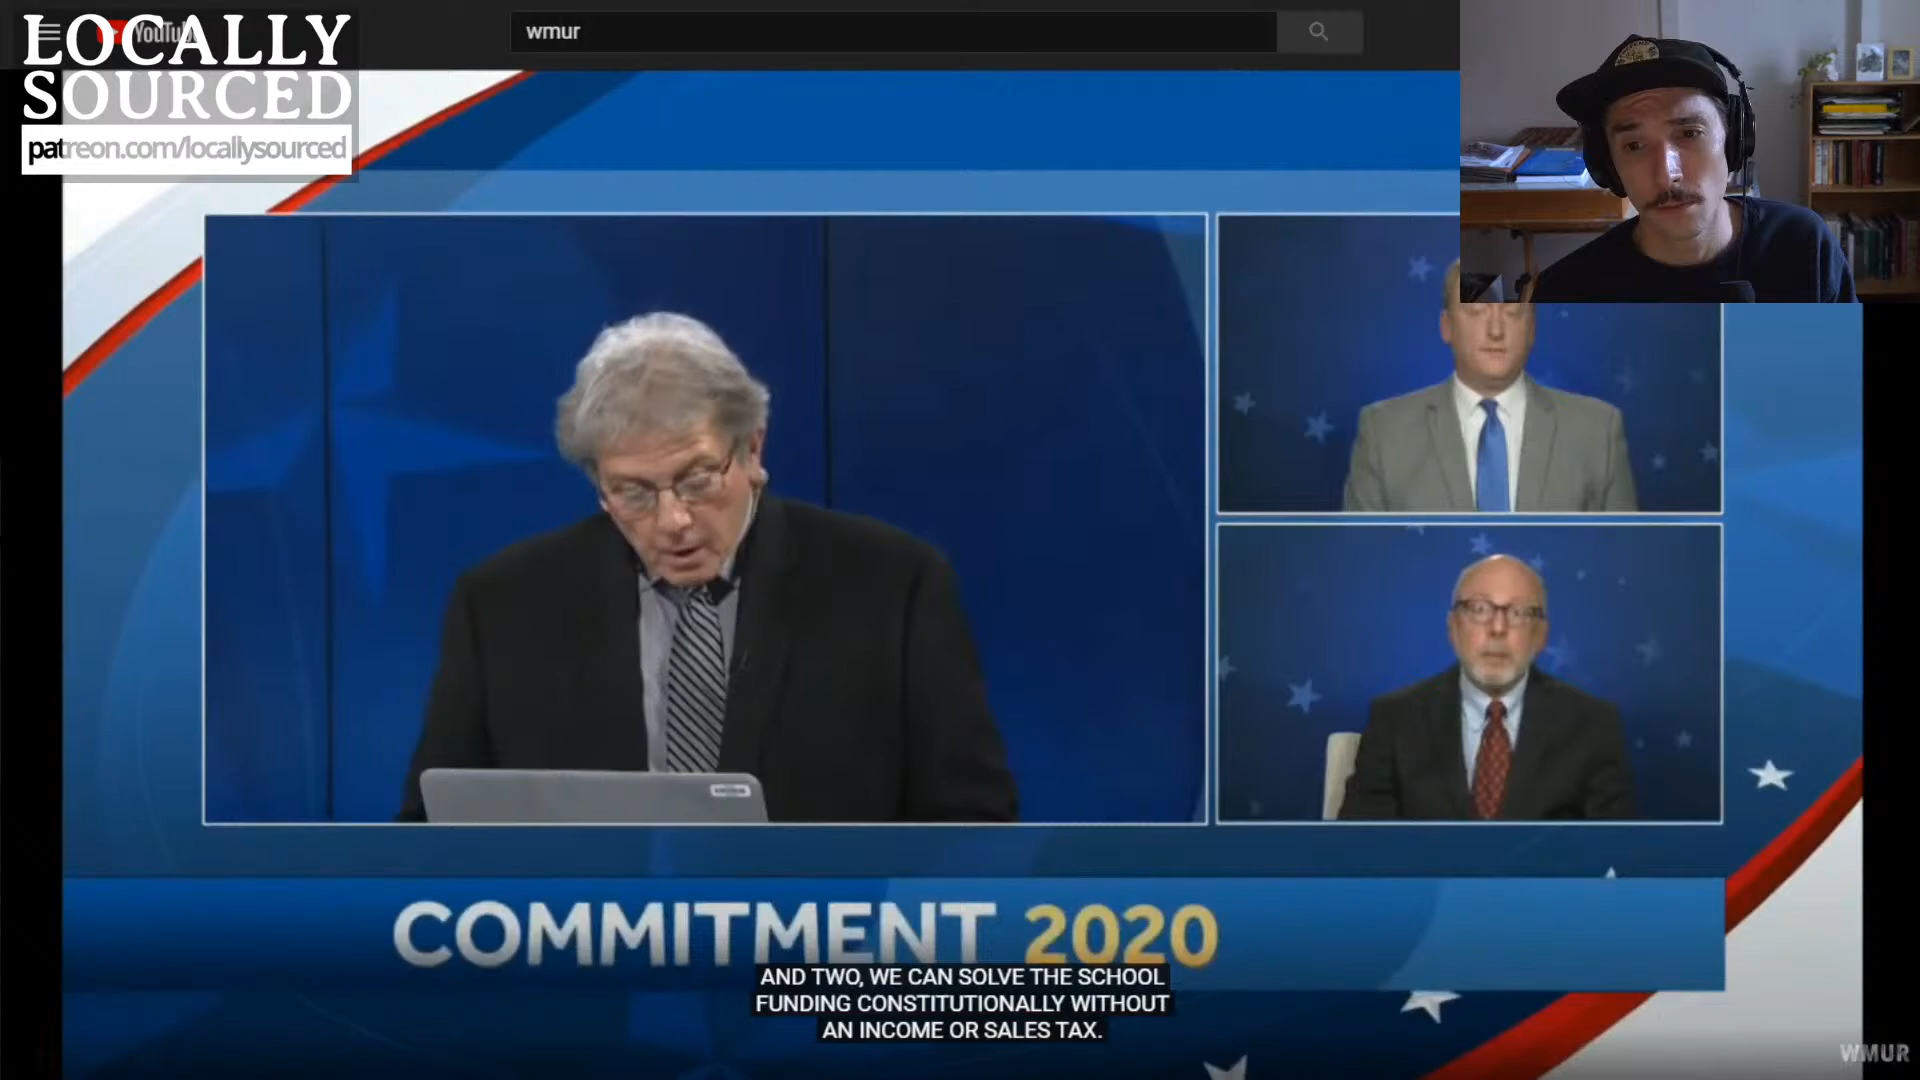 LOCALLY
SOURCED
patreon.com/locallysourced
YouTube
wmur
COMMITMENT 2020
AND TWO, WE CAN SOLVE THE SCHOOL
FUNDING CONSTITUTIONALLY WITHOUT
AN INCOME OR SALES TAX.
WMUR